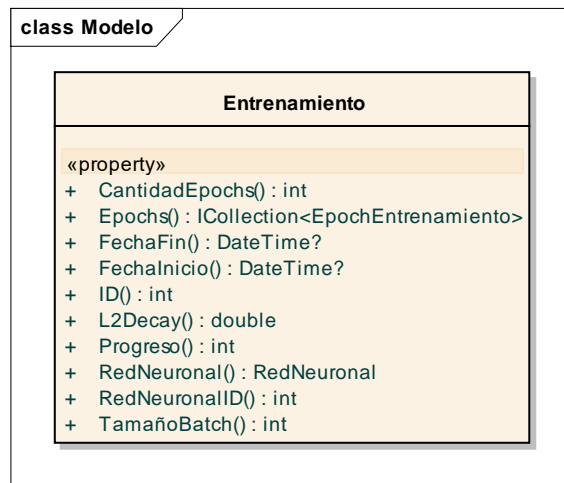 class Modelo
Entrenamiento
«property»
+ CantidadEpochs() : int
+ Epochs() : ICollection<EpochEntrenamiento>
+ FechaFin() : DateTime?
+ FechaInicio() : DateTime?
+ ID() : int
+ L2Decay() : double
+ Progreso() : int
+ RedNeuronal() : RedNeuronal
+ RedNeuronalID() : int
+ TamañoBatch() : int